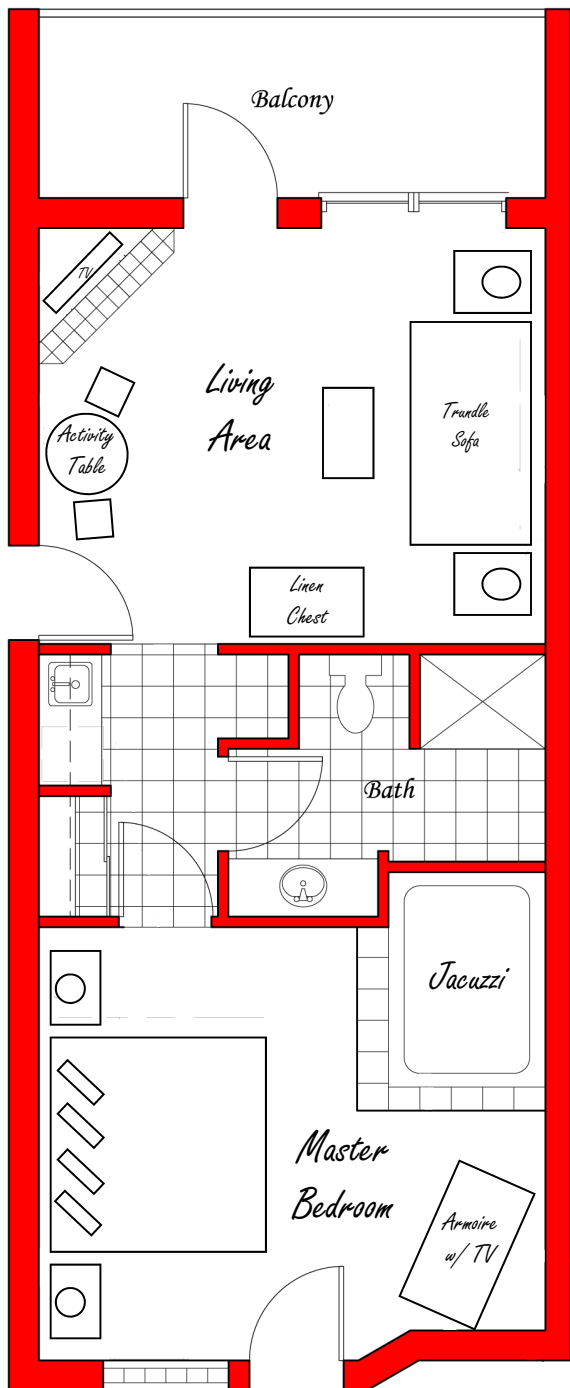 Balcony
TV
Living
Area
Trundle
Sofa
Activity
Table
Linen
Chest
Bath
Jacuzzi
Master
Bedroom
Armoire
w/ TV